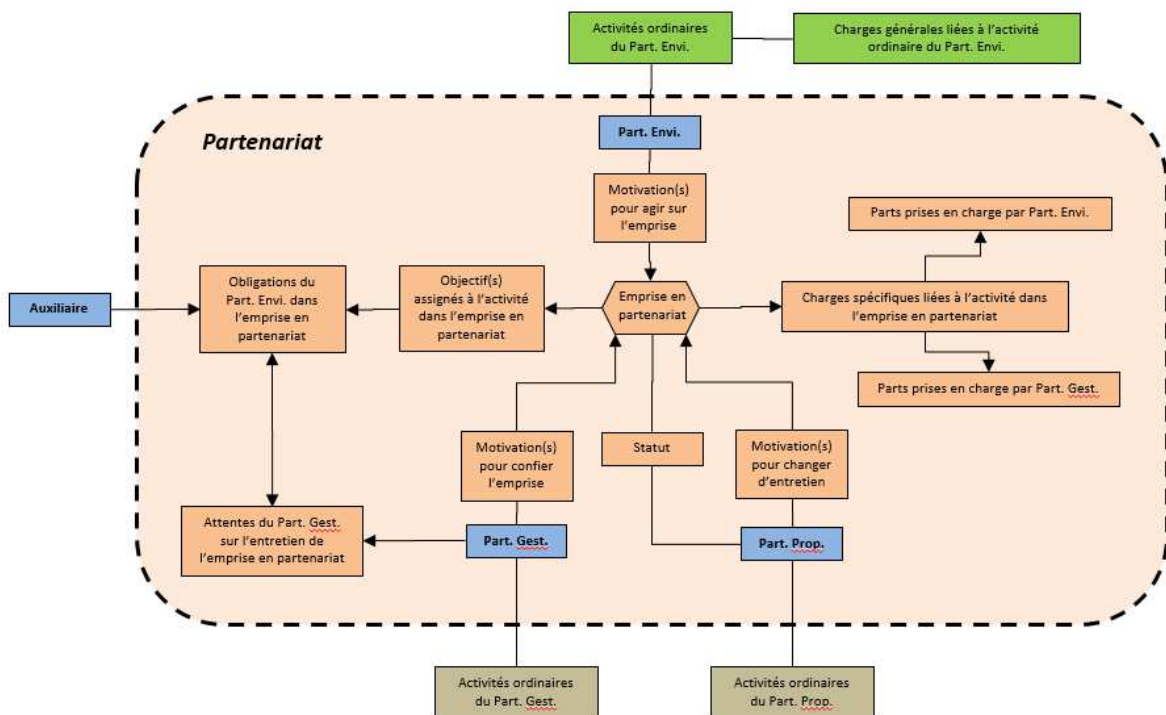 Activités ordinaires
du Part. Envi.
Charges générales liées à l’activité
ordinaire du Part. Envi.
Partenariat
Part. Envi.
Motivation(s)
pour agir sur
l’emprise
Parts prises en charge par Part. Envi.
Auxiliaire
Obligations du
Part. Envi. dans
l’emprise en
partenariat
Objectif(s)
assignés à l’activité
dans l’emprise en
partenariat
Emprise en
partenariat
Charges spécifiques liées à l’activité dans
l’emprise en partenariat
Parts prises en charge par Part. Gest.
Motivation(s)
pour confier
l’emprise
Statut
Motivation(s)
pour changer
d’entretien
Attentes du Part. Gest.
sur l’entretien de
l’emprise en partenariat
Part. Gest.
Part. Prop.
Activités ordinaires
du Part. Gest.
Activités ordinaires
du Part. Prop.